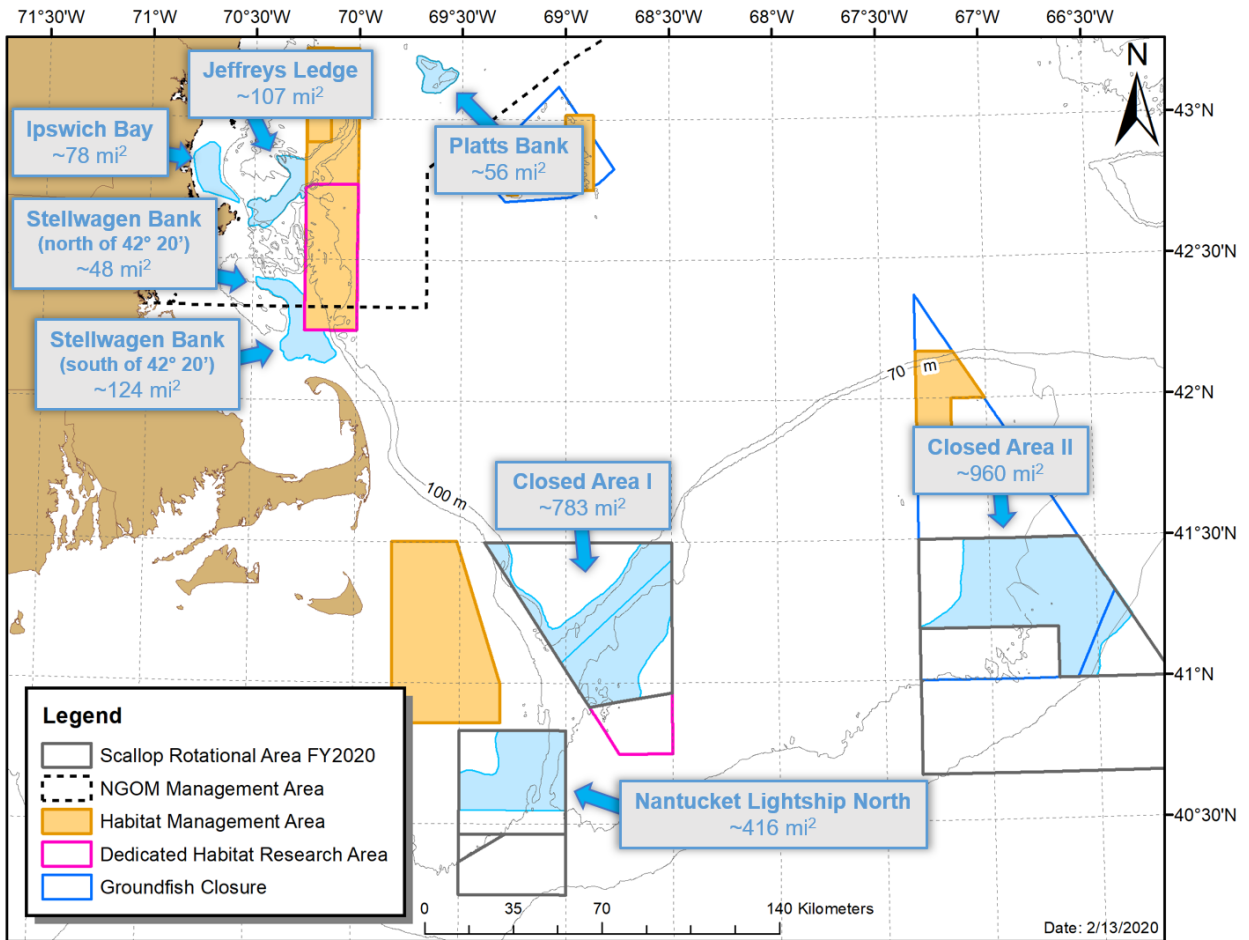 71°30'W 71°W 70°30'W 70°W 69°30'W 69°W 68°30'W 68°W 67°30'W 67°W 66°30'W
N
Jeffreys Ledge
~107 mi²
43°N
Ipswich Bay
~78 mi²
Platts Bank
~56 mi²
Stellwagen Bank
(north of 42° 20')
~48 mi²
42°30'N
Stellwagen Bank
(south of 42° 20')
~124 mi²
70 m
42°N
Closed Area II
~960 mi²
Closed Area I
~783 mi²
100 m
41°30'N
41°N
Legend
Scallop Rotational Area FY2020
NGOM Management Area
Habitat Management Area
Dedicated Habitat Research Area
Groundfish Closure
Nantucket Lightship North
~416 mi²
40°30'N
0 35 70 140 Kilometers
Date: 2/13/2020